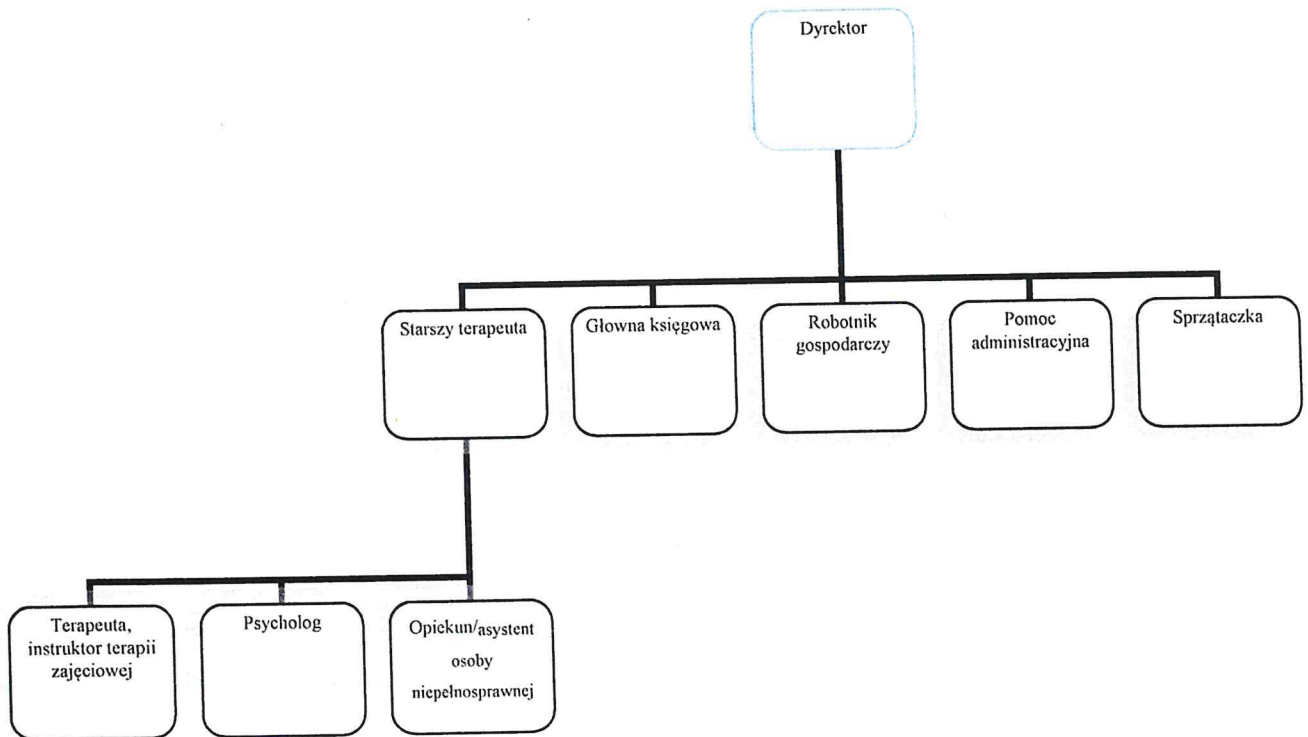 Dyrektor
Starszy terapeuta
Głowna księgowa
Robotnik
gospodarczy
Pomoc
administracyjna
Sprzątaczka
Terapeuta,
instruktor terapii
zajęciowej
Psycholog
Opiekun/asystent
osoby
niepełnosprawnej